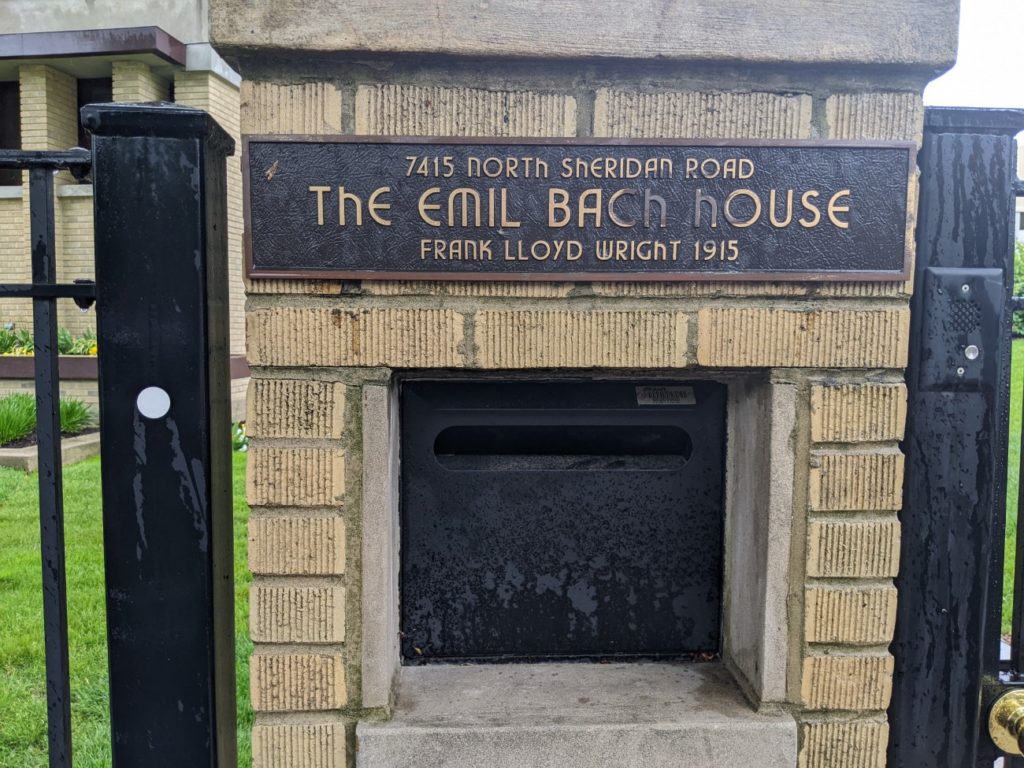 7415 NORTH SHERIDAN ROAD
THE EMIL BACH HOUSE
FRANK LLOYD WRIGHT 1915